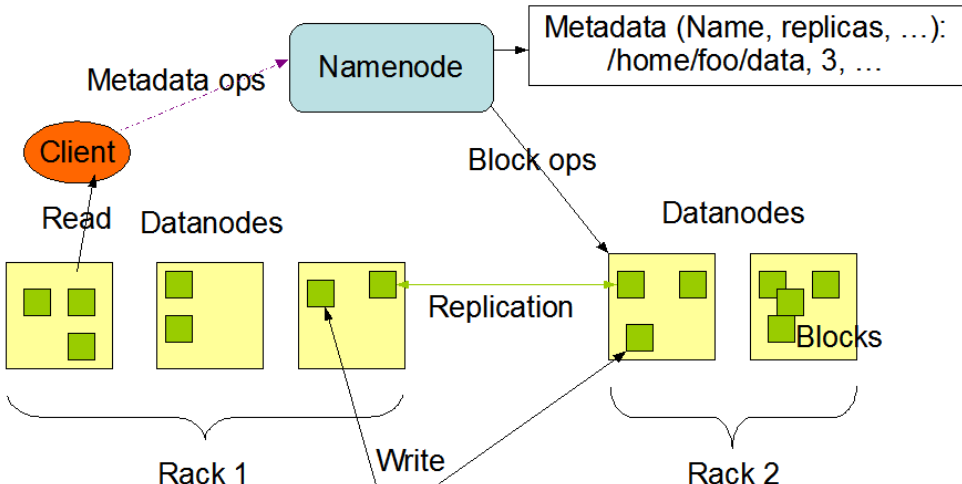 Metadata (Name, replicas, …):
/home/foo/data, 3, …
Namenode
Metadata ops
Client
Block ops
Read
Datanodes
Datanodes
Replication
Blocks
Write
Rack 1
Rack 2